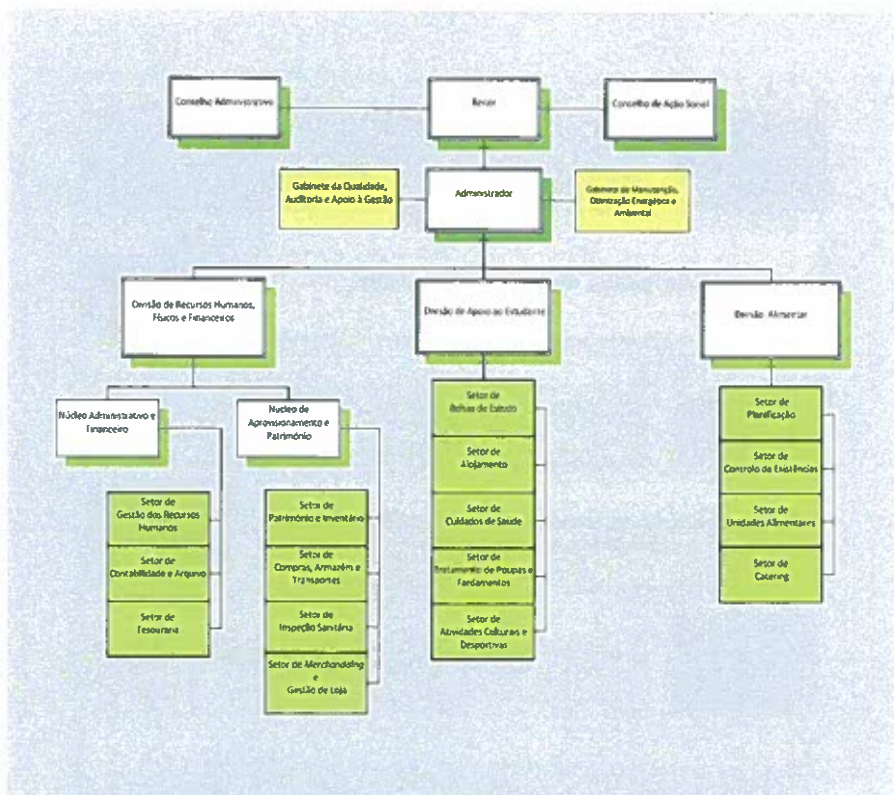 Conselho Administrativo
Reitor
Conselho de Ação Social
Gabinete da Qualidade,
Auditoria e Apoio à Gestão
Administrador
Gabinete de Manutenção,
Otimização Energética e
Ambiental
Divisão de Recursos Humanos,
Físicos e Financeiros
Divisão de Apoio ao Estudante
Divisão Alimentar
Núcleo Administrativo e
Financeiro
Núcleo de
Aprovisionamento e
Património
Setor de
Gestão dos Recursos
Humanos
Setor de
Contabilidade e Arquivo
Setor de
Tesouraria
Setor de
Património e Inventário
Setor de
Compras, Armazém e
Transportes
Setor de
Inspeção Sanitária
Setor de Merchandising
e
Gestão de Loja
Setor de
Bolsas de Estudo
Setor de
Alojamento
Setor de
Cuidados de Saúde
Setor de
Tratamento de Roupas e
Fardamentos
Setor de
Atividades Culturais e
Desportivas
Setor de
Planificação
Setor de
Controlo de Existências
Setor de
Unidades Alimentares
Setor de
Catering